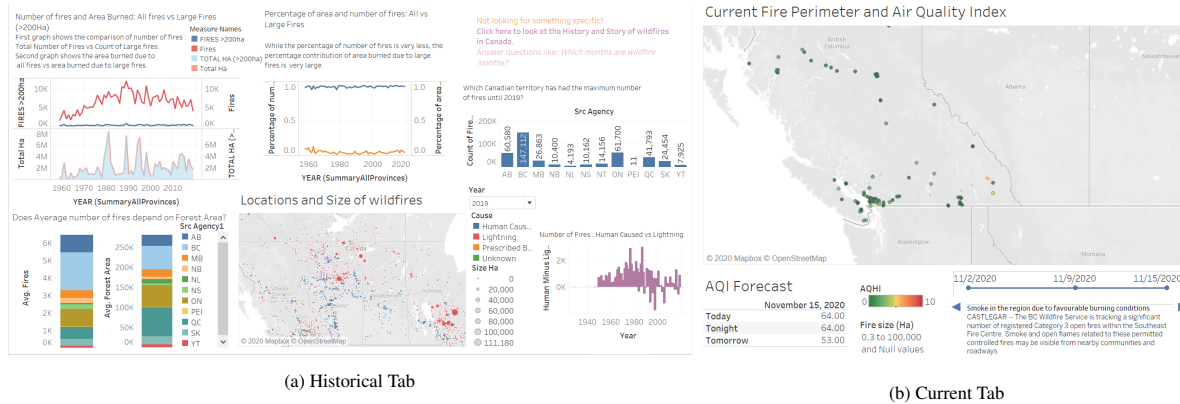 Number of fires and Area Burned: All fires vs Large Fires
(>200Ha)
First graph shows the comparison of number of fires :
Total Number of Fires vs Count of Large fires.
Second graph shows the area burned due to
all fires vs area burned due to large fires.
Measure Names
FIRES >200ha
Fires
TOTAL HA (>200ha)
Total Ha
FIRES >200ha
10K
5K
0K
10K
5K
0K
Fires
Total Ha
8M
6M
4M
2M
6M
4M
2M
TOTAL HA (>..
1960 1970 1980 1990 2000 2010
YEAR (SummaryAllProvinces)
Percentage of area and number of fires: All vs
Large Fires
While the percentage of number of fires is very less, the
percentage contribution of area burned due to large
fires is very large.
Percentage of num..
1.0
0.5
0.0
1.0
0.5
0.0
Percentage of area..
1960 1970 1980 1990 2000 2010 2020
YEAR (SummaryAllProvinces)
Not looking for something specific?
Click here to look at the History and Story of wildfires
in Canada.
Answer questions like: Which months are wildfire
months?
Which Canadian territory has had the maximum number
of fires until 2019?
Src Agency
Count of Fire..
200K
100K
0K
60,580
147,112
26,863
10,400
4,193
10,162
14,156
61,700
11
41,793
24,454
7,925
AB BC MB NB NL NS NT ON PEI QC SK YT
Does Average number of fires depend on Forest Area?
Avg. Fires
6K
5K
4K
3K
2K
1K
0K
Avg. Forest Area
250K
200K
150K
100K
50K
0K
Src Agency1
AB
BC
MB
NB
NL
NS
ON
PEI
QC
SK
YT
Locations and Size of wildfires
Canada
© 2020 Mapbox © OpenStreetMap
Year
2019
Cause
Human Caus..
Lightning
Prescribed B..
Unknown
Size Ha
0
20,000
40,000
60,000
80,000
100,000
111,180
Number of Fires : Human Caused vs Lightning
Human Minus Lig..
2K
0K
1940 1960 1980 2000
Year
(a) Historical Tab
Current Fire Perimeter and Air Quality Index
British
Columbia
Alberta
Saskatchewan
Washington
Montana
© 2020 Mapbox © OpenStreetMap
AQI Forecast
November 15, 2020
Today 64.00
Tonight 64.00
Tomorrow 53.00
AQHI
0 10
Fire size (Ha)
0.3 to 100,000
and Null values
11/2/2020 11/9/2020 11/15/20..
Smoke in the region due to favourable burning conditions
CASTLEGAR – The BC Wildfire Service is tracking a significant
number of registered Category 3 open fires within the Southeast
Fire Centre. Smoke and open flames related to these permitted
controlled fires may be visible from nearby communities and
roadways.
(b) Current Tab